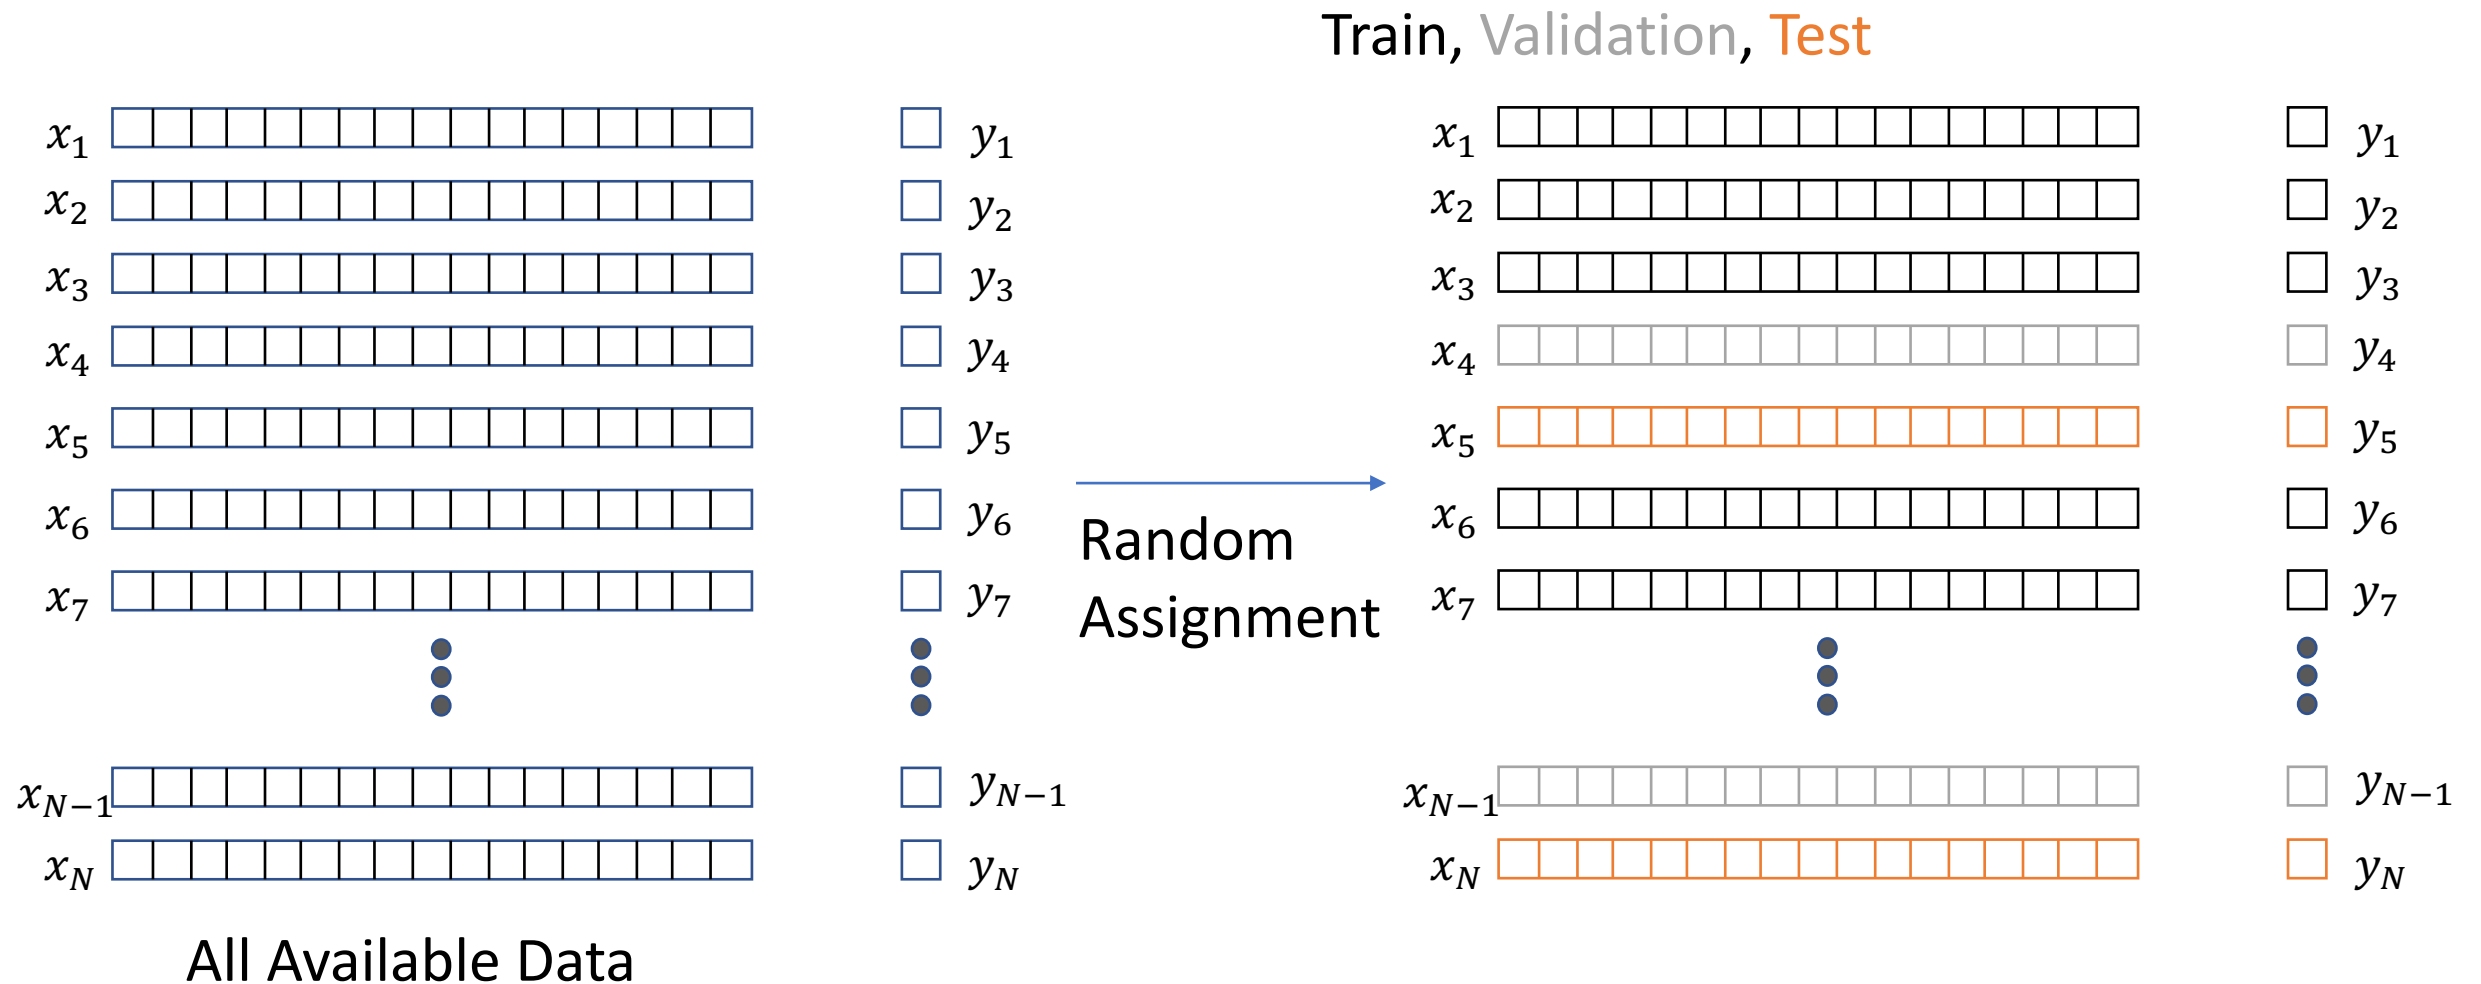 Train, Validation, Test
x₁ y₁ x₁ y₁
x₂ y₂ x₂ y₂
x₃ y₃ x₃ y₃
x₄ y₄ x₄ y₄
x₅ y₅ x₅ y₅
x₆ y₆ x₆ y₆
Random
Assignment
x₇ y₇ x₇ y₇
x_{N−1} y_{N−1} x_{N−1} y_{N−1}
x_N y_N x_N y_N
All Available Data